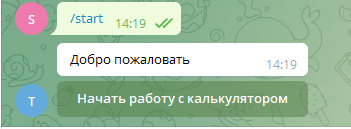 S /start 14:19
Добро пожаловать 14:19
T Начать работу с калькулятором